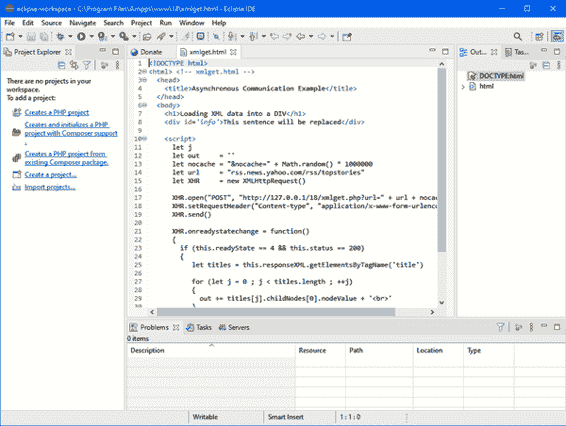 eclipse-workspace - C:\Program Files\Ampps\www\18\xmlget.html - Eclipse IDE
File Edit Source Navigate Search Project Run Window Help
Project Explorer
There are no projects in your
workspace.
To add a project:
Creates a PHP project
Creates and initializes a PHP
project with Composer support
.
Creates a PHP project from
existing Composer package.
Create a project...
Import projects...
Donate
xmlget.html
1 <!DOCTYPE html>
2 <html> <!-- xmlget.html -->
3 <head>
4 <title>Asynchronous Communication Example</title>
5 </head>
6 <body>
7 <h1>Loading XML data into a DIV</h1>
8 <div id='info'>This sentence will be replaced</div>
9
10 <script>
11 let j
12 let out = ''
13 let nocache = "&nocache=" + Math.random() * 1000000
14 let url = "rss.news.yahoo.com/rss/topstories"
15 let XHR = new XMLHttpRequest()
16
17 XHR.open("POST", "http://127.0.0.1/18/xmlget.php?url=" + url + nocac
18 XHR.setRequestHeader("Content-type", "application/x-www-form-urlenco
19 XHR.send()
20
21 XHR.onreadystatechange = function()
22 {
23 if (this.readyState == 4 && this.status == 200)
24 {
25 let titles = this.responseXML.getElementsByTagName('title')
26
27 for (let j = 0 ; j < titles.length ; ++j)
28 {
29 out += titles[j].childNodes[0].nodeValue + '<br>'
}
Out...
Tas...
DOCTYPE:html
html
Problems
Tasks
Servers
0 items
Description Resource Path Location Type
Writable Smart Insert 1 : 1 : 0